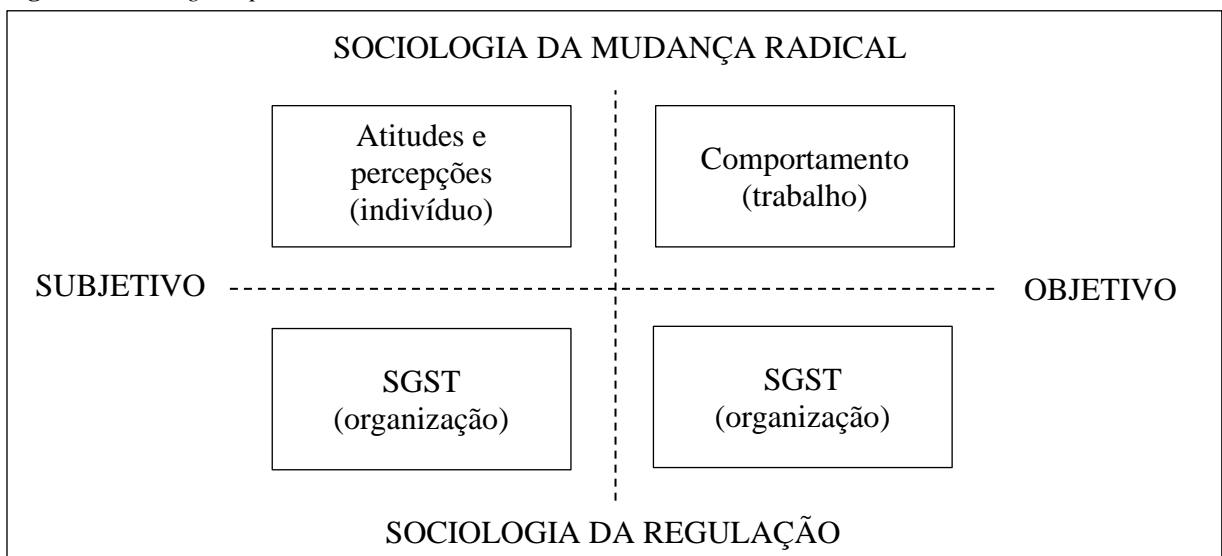 SOCIOLOGIA DA MUDANÇA RADICAL
Atitudes e
percepções
(indivíduo)
Comportamento
(trabalho)
SUBJETIVO
OBJETIVO
SGST
(organização)
SGST
(organização)
SOCIOLOGIA DA REGULAÇÃO